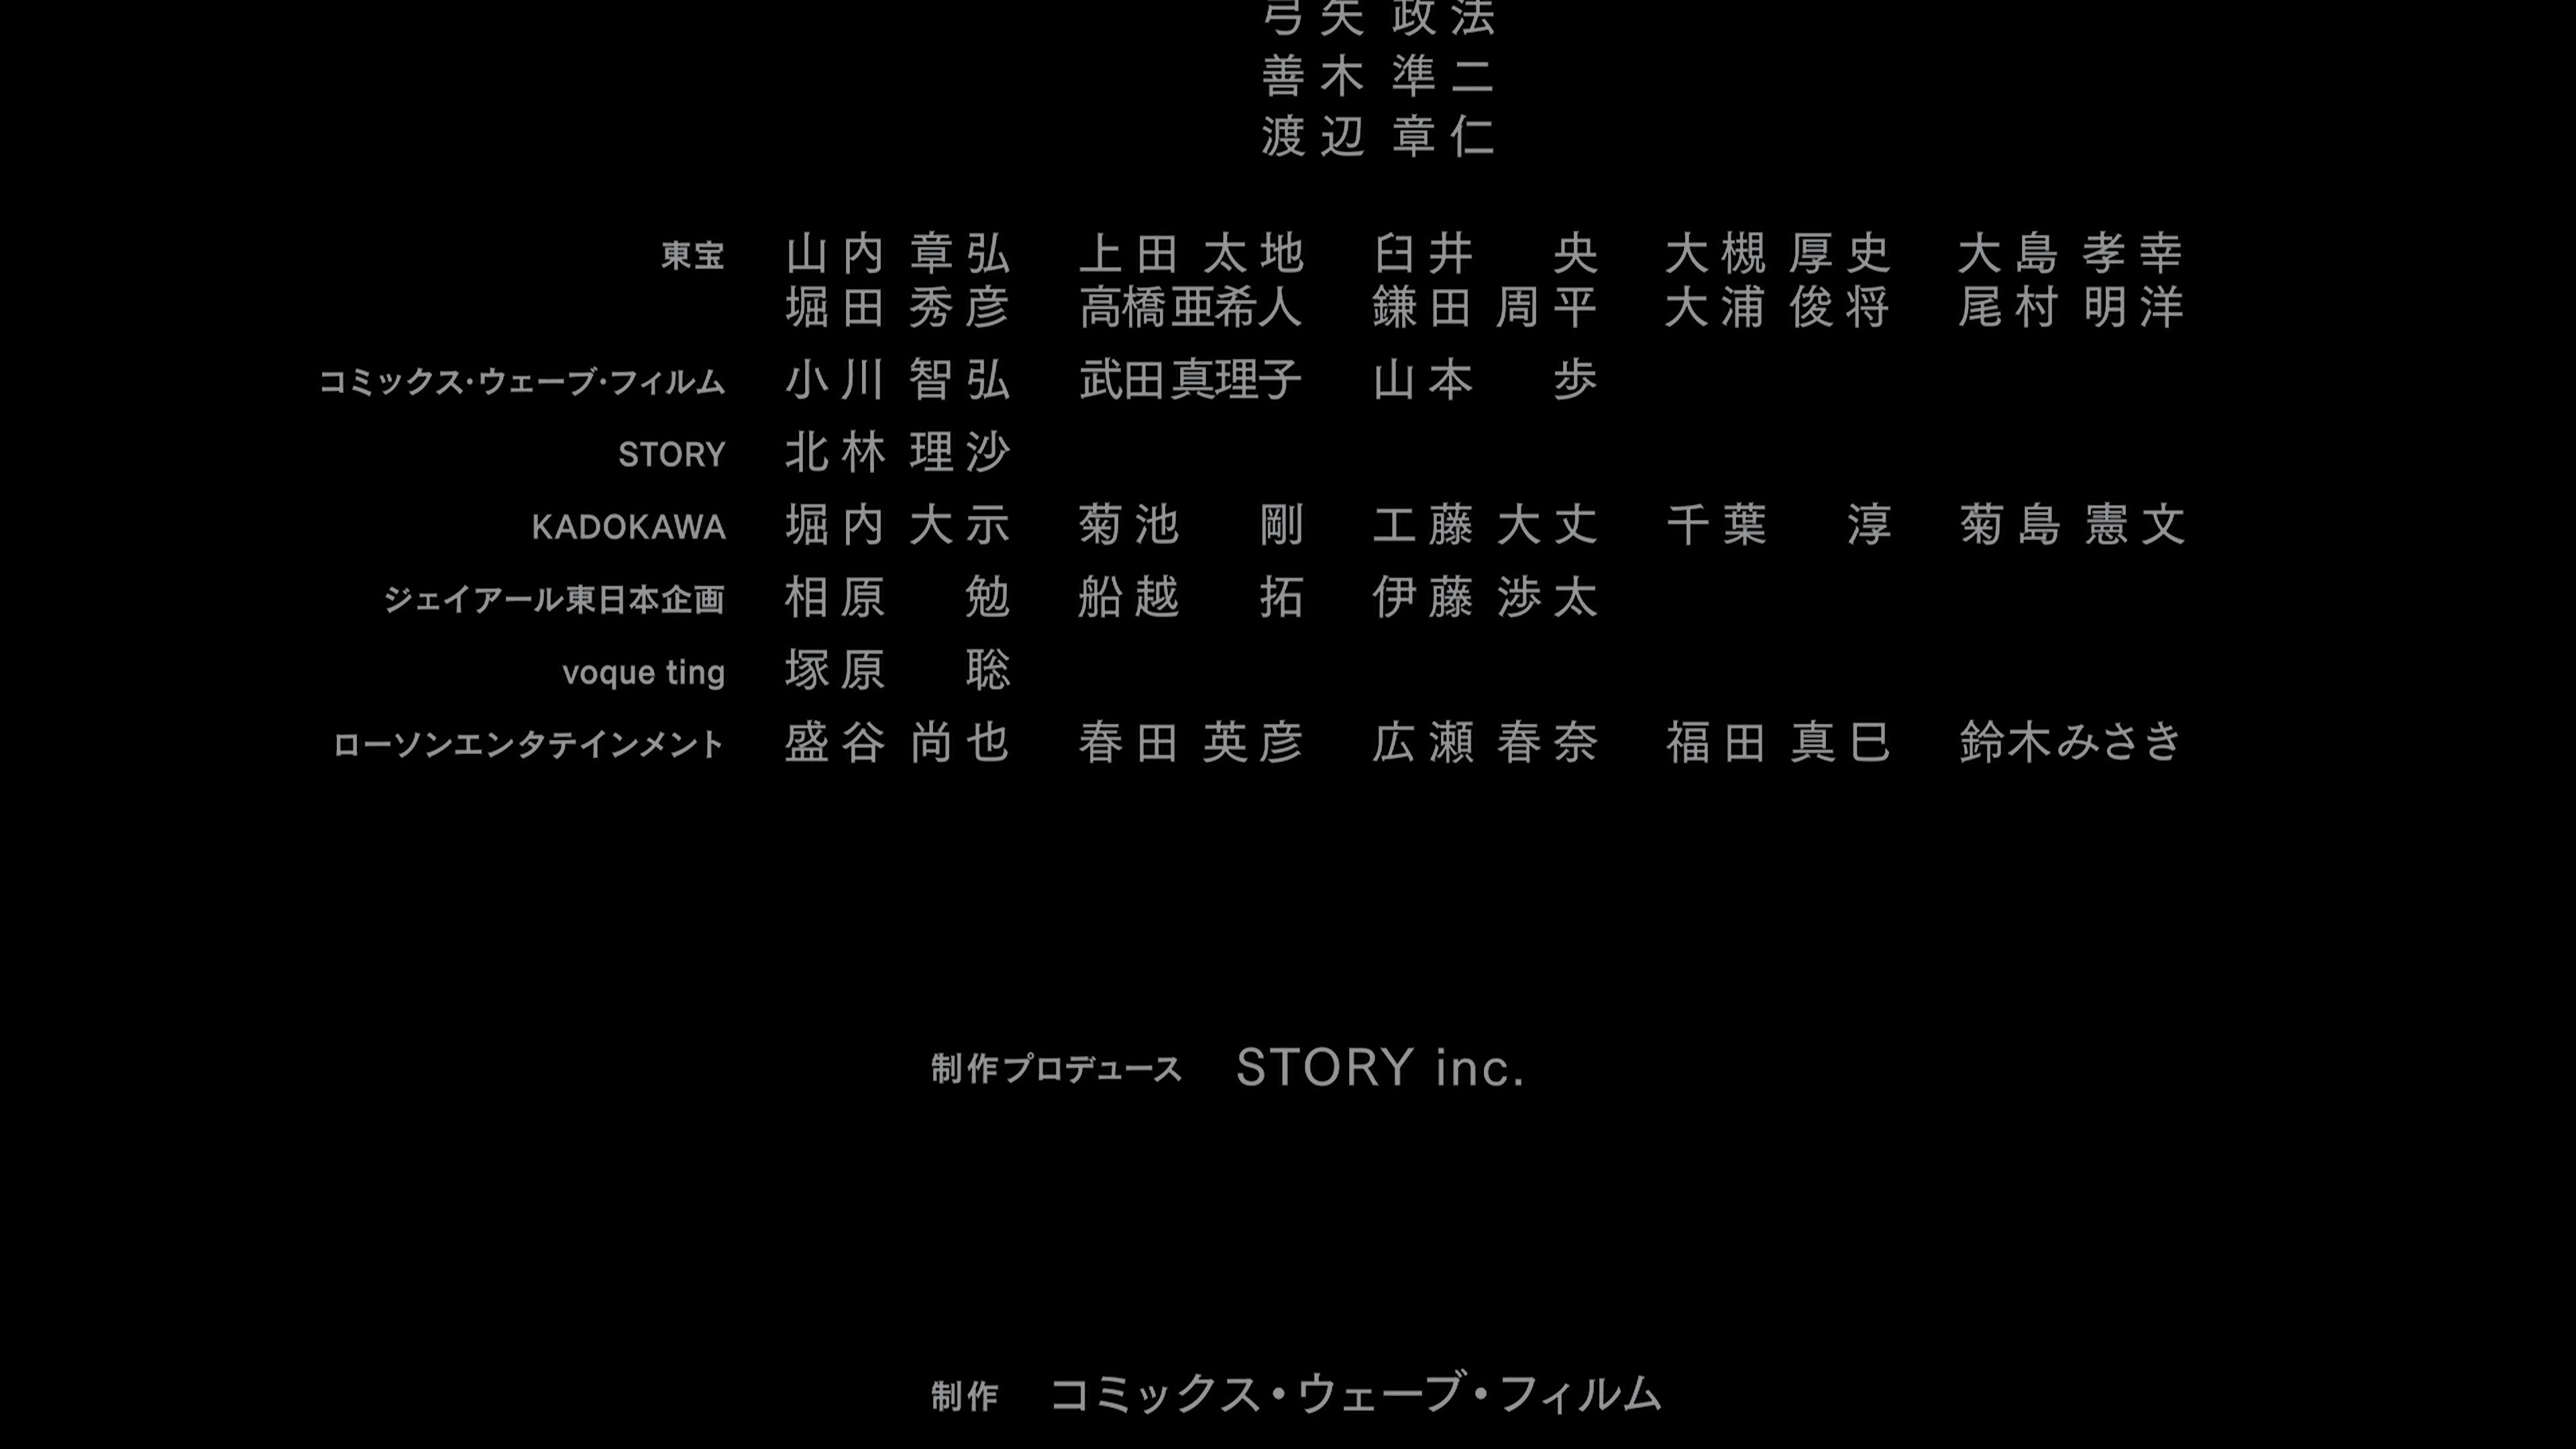 弓矢 政法
善木 準二
渡辺 章仁
東宝 山内 章弘 上田 太地 臼井 央 大槻 厚史 大島 孝幸
堀田 秀彦 高橋亜希人 鎌田 周平 大浦 俊将 尾村 明洋
コミックス・ウェーブ・フィルム 小川 智弘 武田真理子 山本 歩
STORY 北林 理沙
KADOKAWA 堀内 大示 菊池 剛 工藤 大丈 千葉 淳 菊島 憲文
ジェイアール東日本企画 相原 勉 船越 拓 伊藤 渉太
voque ting 塚原 聡
ローソンエンタテインメント 盛谷 尚也 春田 英彦 広瀬 春奈 福田 真巳 鈴木みさき
制作プロデュース STORY inc.
制作 コミックス・ウェーブ・フィルム